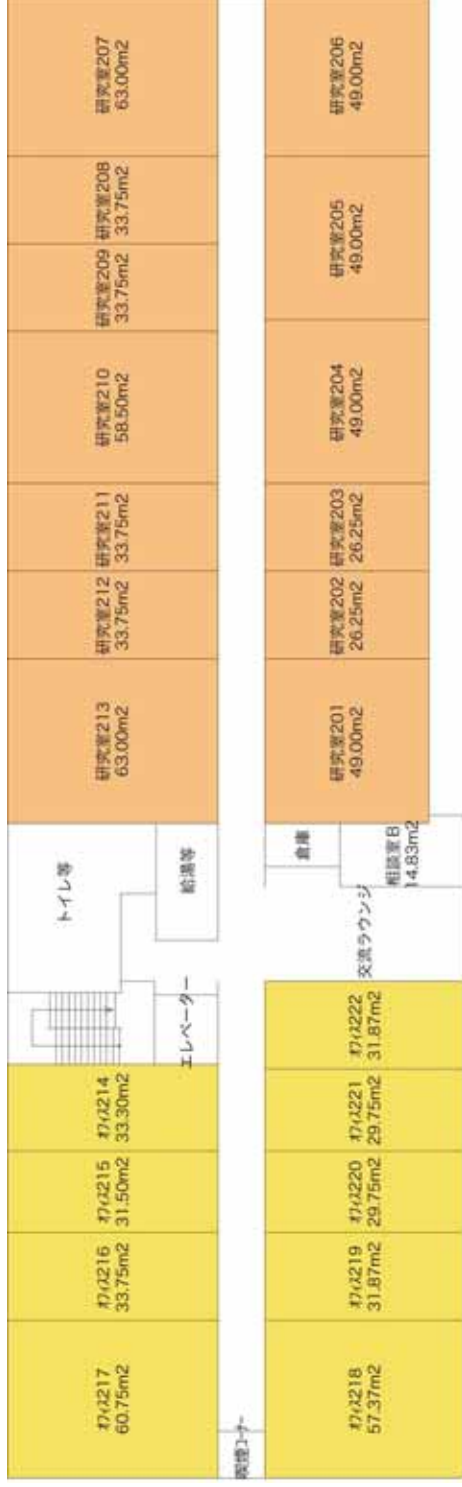 研究室207
63.00m2
研究室208
33.75m2
研究室209
33.75m2
研究室210
58.50m2
研究室211
33.75m2
研究室212
33.75m2
研究室213
63.00m2
トイレ等
給湯等
エレベーター
オフィス214
33.30m2
オフィス215
31.50m2
オフィス216
33.75m2
オフィス217
60.75m2
喫煙コーナー
研究室206
49.00m2
研究室205
49.00m2
研究室204
49.00m2
研究室203
26.25m2
研究室202
26.25m2
研究室201
49.00m2
倉庫
相談室B
14.83m2
交流ラウンジ
オフィス222
31.87m2
オフィス221
29.75m2
オフィス220
29.75m2
オフィス219
31.87m2
オフィス218
57.37m2